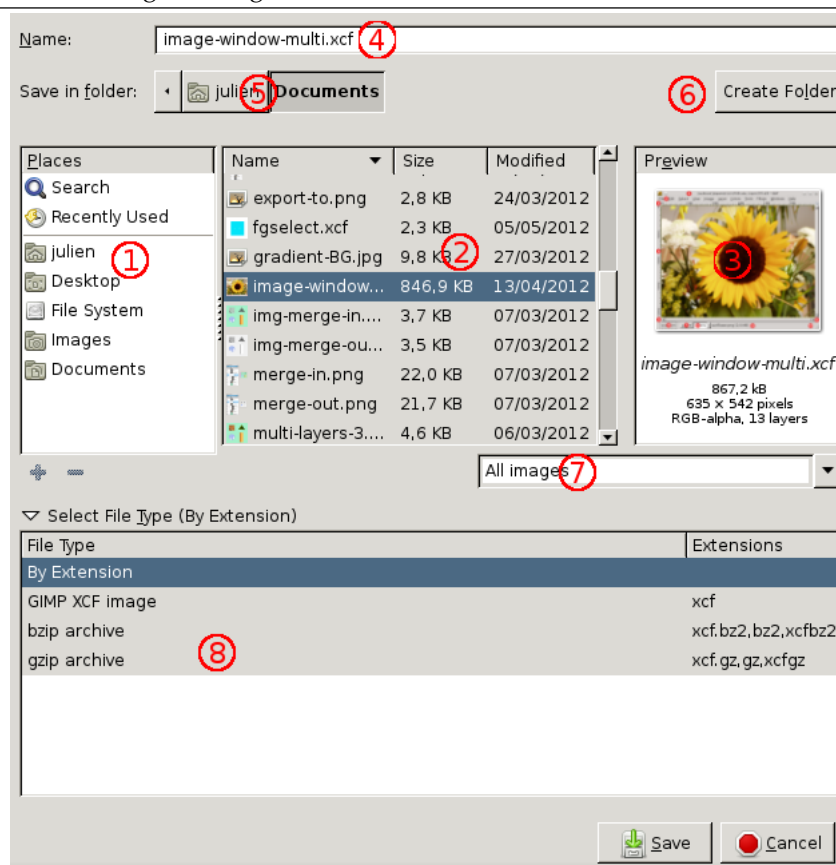 Name: image-window-multi.xcf 4
Save in folder: julien 5 Documents 6 Create Folder
Places
Search
Recently Used
julien 1
Desktop
File System
Images
Documents
Name Size Modified
export-to.png 2,8 KB 24/03/2012
fgselect.xcf 2,3 KB 05/05/2012
gradient-BG.jpg 9,8 KB 2 27/03/2012
image-window... 846,9 KB 13/04/2012
img-merge-in.... 3,7 KB 07/03/2012
img-merge-ou... 3,5 KB 07/03/2012
merge-in.png 22,0 KB 07/03/2012
merge-out.png 21,7 KB 07/03/2012
multi-layers-3.... 4,6 KB 06/03/2012
Preview
3
image-window-multi.xcf
867,2 kB
635 × 542 pixels
RGB-alpha, 13 layers
All images 7
Select File Type (By Extension)
File Type Extensions
By Extension
GIMP XCF image xcf
bzip archive xcf.bz2,bz2,xcfbz2
gzip archive 8 xcf.gz,gz,xcfgz
Save Cancel